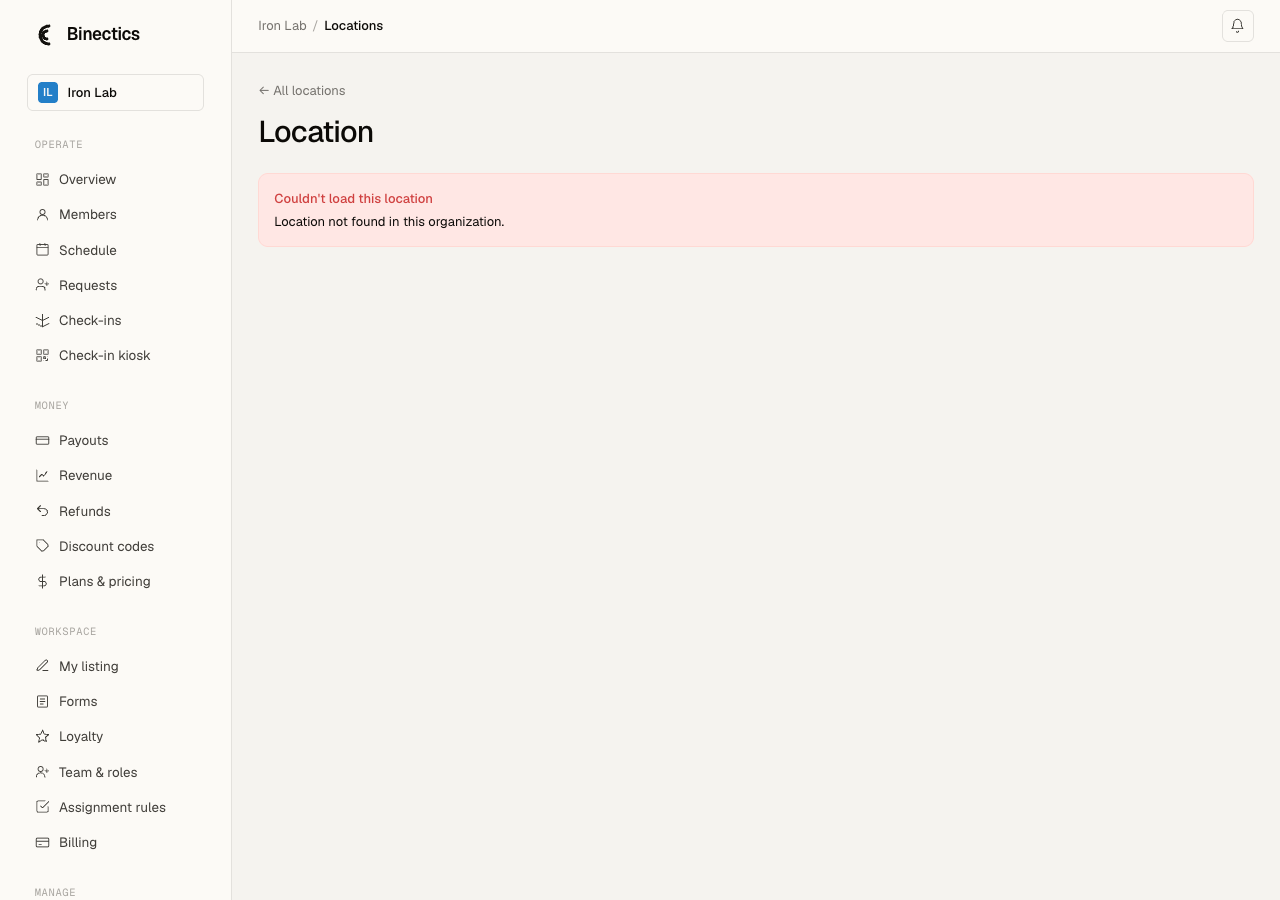 Binectics
IL Iron Lab
OPERATE
Overview
Members
Schedule
Requests
Check-ins
Check-in kiosk
MONEY
Payouts
Revenue
Refunds
Discount codes
Plans & pricing
WORKSPACE
My listing
Forms
Loyalty
Team & roles
Assignment rules
Billing
MANAGE
Iron Lab / Locations
← All locations
Location
Couldn't load this location
Location not found in this organization.